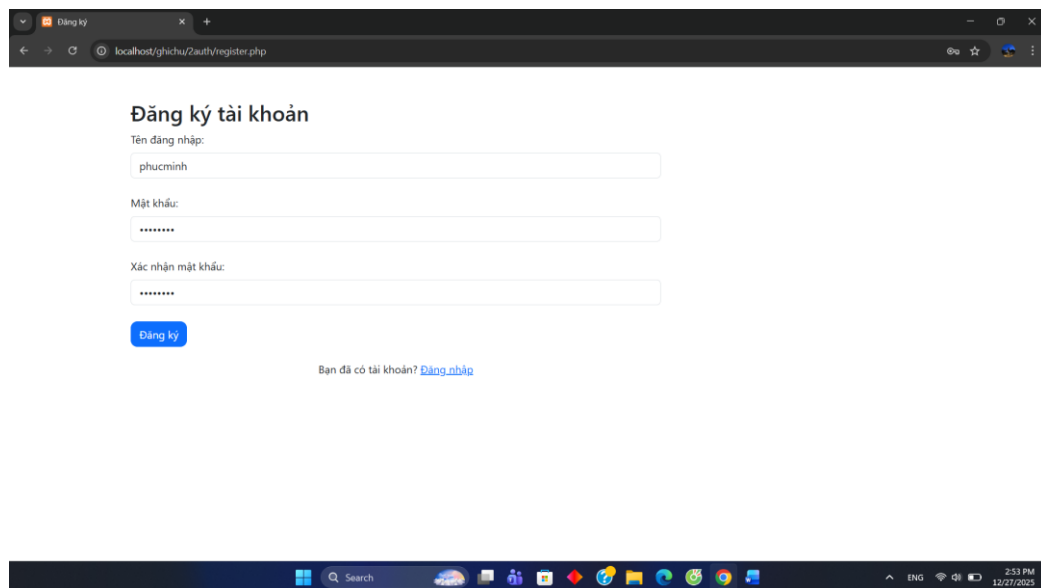 Đăng ký
localhost/ghichu/2auth/register.php
Đăng ký tài khoản
Tên đăng nhập:
phucminh
Mật khẩu:
••••••••
Xác nhận mật khẩu:
••••••••
Đăng ký
Bạn đã có tài khoản? Đăng nhập
Search
ENG
2:53 PM
12/27/2025